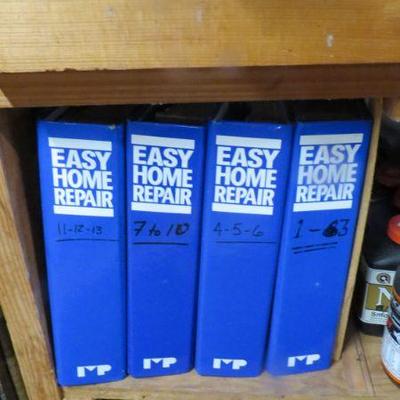 EASY
HOME
REPAIR
11-12-13
IMP
EASY
HOME
REPAIR
7 to 10
IMP
EASY
HOME
REPAIR
4-5-6
IMP
EASY
HOME
REPAIR
1-3
IMP
N